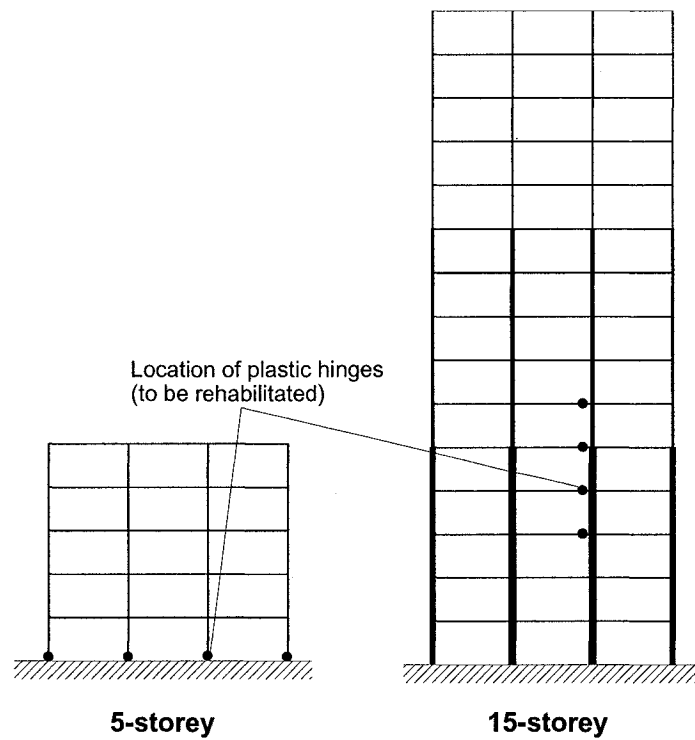 Location of plastic hinges
(to be rehabilitated)
5-storey
15-storey